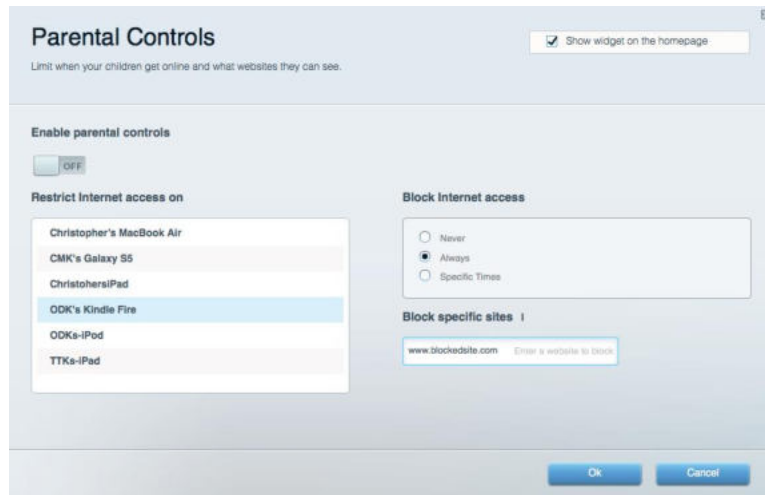 Parental Controls
Show widget on the homepage
Limit when your children get online and what websites they can see.
Enable parental controls
OFF
Restrict Internet access on
Christopher's MacBook Air
CMK's Galaxy S5
ChristohersiPad
ODK's Kindle Fire
ODKs-iPod
TTKs-iPad
Block Internet access
Never
Always
Specific Times
Block specific sites
www.blockedsite.com Enter a website to block
Ok
Cancel